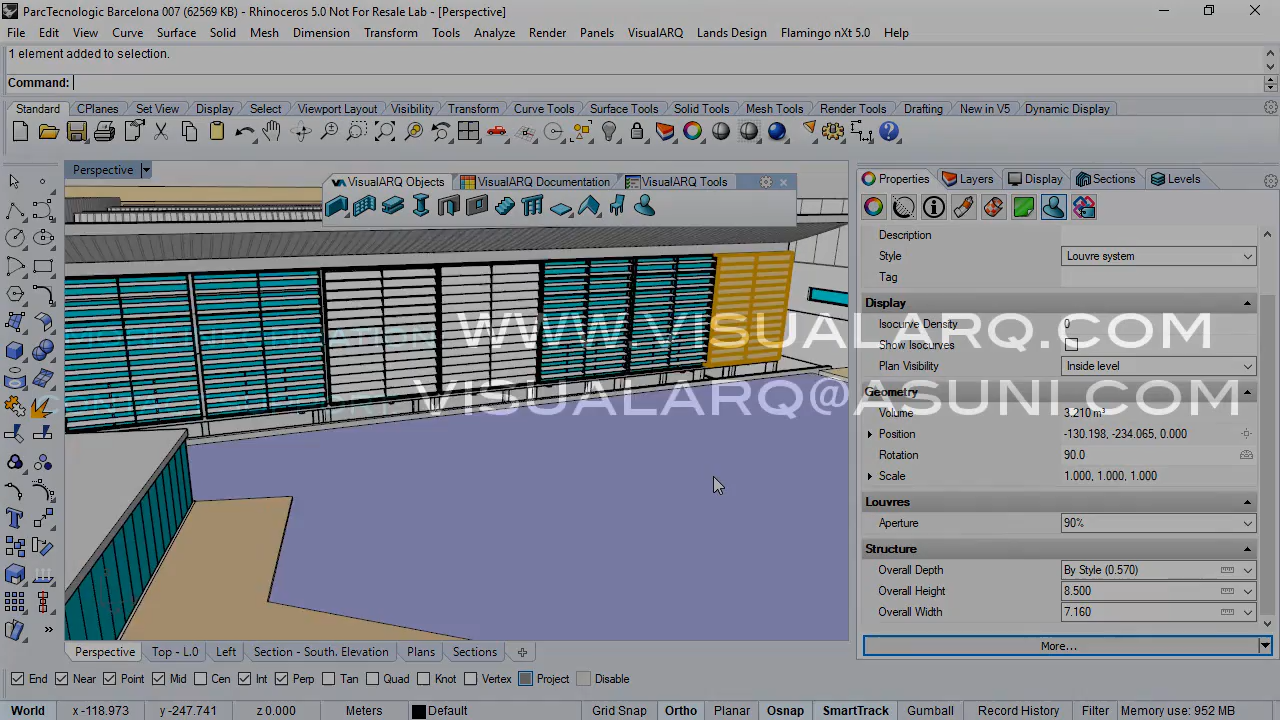 ParcTecnologic Barcelona 007 (62569 KB) - Rhinoceros 5.0 Not For Resale Lab - [Perspective]
File Edit View Curve Surface Solid Mesh Dimension Transform Tools Analyze Render Panels VisualARQ Lands Design Flamingo nXt 5.0 Help
1 element added to selection.
Command:
Standard CPlanes Set View Display Select Viewport Layout Visibility Transform Curve Tools Surface Tools Solid Tools Mesh Tools Render Tools Drafting New in V5 Dynamic Display
Perspective
VisualARQ Objects VisualARQ Documentation VisualARQ Tools
Properties Layers Display Sections Levels
Description
Style Louvre system
Tag
Display
Isocurve Density 0
Show Isocurves
Plan Visibility Inside level
Geometry
Volume 3.210 m³
Position -130.198, -234.065, 0.000
Rotation 90.0
Scale 1.000, 1.000, 1.000
Louvres
Aperture 90%
Structure
Overall Depth By Style (0.570)
Overall Height 8.500
Overall Width 7.160
More...
MORE INFORMATION WWW.VISUALARQ.COM
VISUALARQ@ASUNI.COM
Perspective Top - L.0 Left Section - South. Elevation Plans Sections
End Near Point Mid Cen Int Perp Tan Quad Knot Vertex Project Disable
World x -118.973 y -247.741 z 0.000 Meters Default Grid Snap Ortho Planar Osnap SmartTrack Gumball Record History Filter Memory use: 952 MB